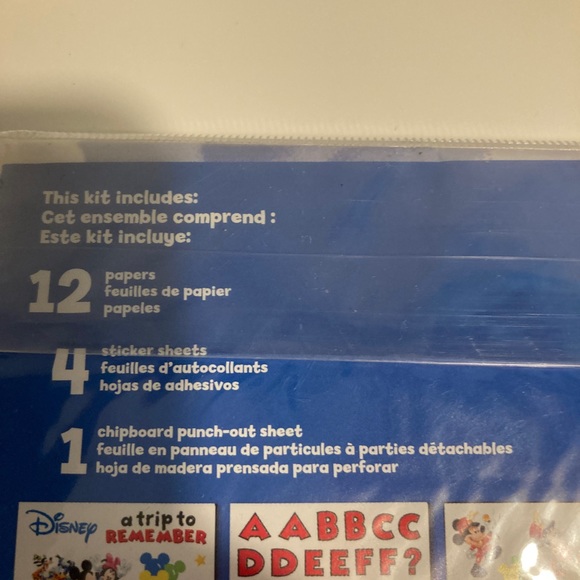 This kit includes:
Cet ensemble comprend :
Este kit incluye:
12
papers
feuilles de papier
papeles
4
sticker sheets
feuilles d'autocollants
hojas de adhesivos
1
chipboard punch-out sheet
feuille en panneau de particules à parties détachables
hoja de madera prensada para perforar
Disney
a trip to
REMEMBER
AABBCC
DDEEFF?